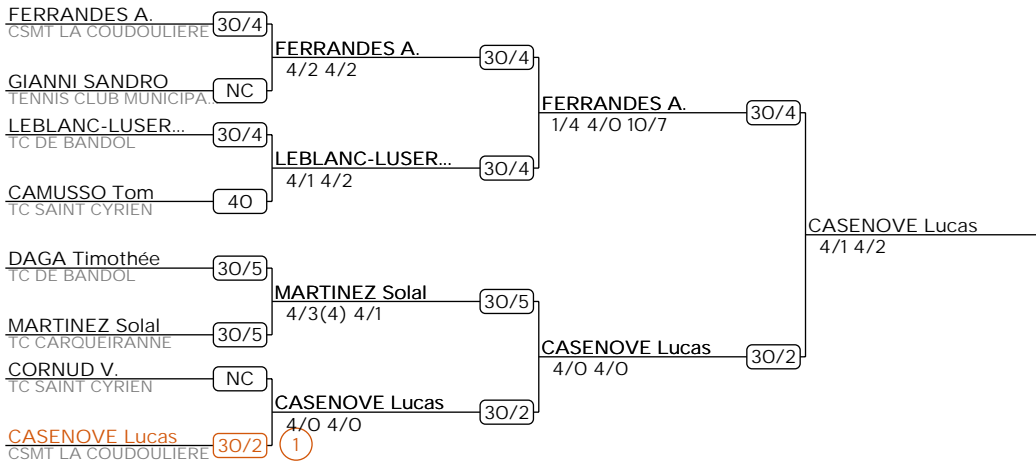 FERRANDES A.
30/4
CSMT LA COUDOULIERE
FERRANDES A.
30/4
4/2 4/2
GIANNI SANDRO
NC
TENNIS CLUB MUNICIPA...
FERRANDES A.
30/4
1/4 4/0 10/7
LEBLANC-LUSER...
30/4
TC DE BANDOL
LEBLANC-LUSER...
30/4
4/1 4/2
CAMUSSO Tom
40
TC SAINT CYRIEN
CASENOVE Lucas
4/1 4/2
DAGA Timothée
30/5
TC DE BANDOL
MARTINEZ Solal
30/5
4/3(4) 4/1
MARTINEZ Solal
30/5
TC CARQUEIRANNE
CASENOVE Lucas
30/2
4/0 4/0
CORNUD V.
NC
TC SAINT CYRIEN
CASENOVE Lucas
30/2
4/0 4/0
CASENOVE Lucas
30/2
1
CSMT LA COUDOULIERE